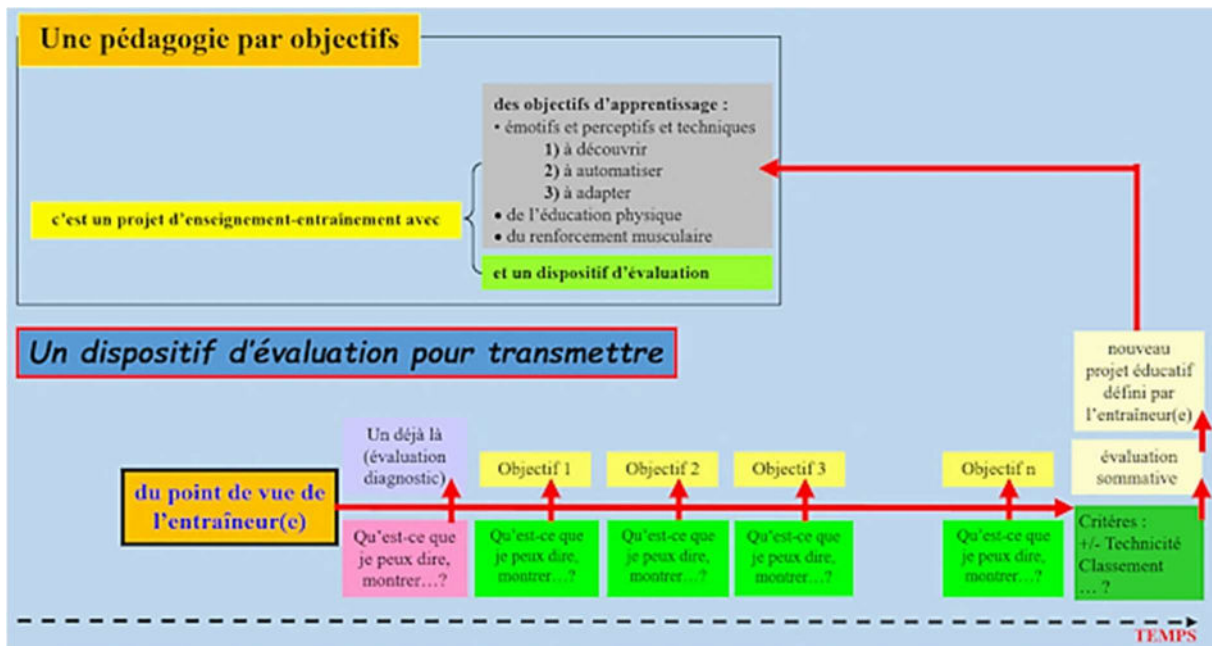 Une pédagogie par objectifs
des objectifs d'apprentissage :
• émotifs et perceptifs et techniques
1) à découvrir
2) à automatiser
3) à adapter
• de l'éducation physique
• du renforcement musculaire
c'est un projet d'enseignement-entraînement avec
et un dispositif d'évaluation
Un dispositif d'évaluation pour transmettre
nouveau
projet éducatif
défini par
l'entraîneur(e)
Un déjà là
(évaluation
diagnostic)
Objectif 1
Objectif 2
Objectif 3
Objectif n
évaluation
sommative
du point de vue de
l'entraîneur(e)
Qu'est-ce que
je peux dire,
montrer…?
Qu'est-ce que
je peux dire,
montrer…?
Qu'est-ce que
je peux dire,
montrer…?
Qu'est-ce que
je peux dire,
montrer…?
Qu'est-ce que
je peux dire,
montrer…?
Critères :
+/- Technicité
Classement
… ?
TEMPS